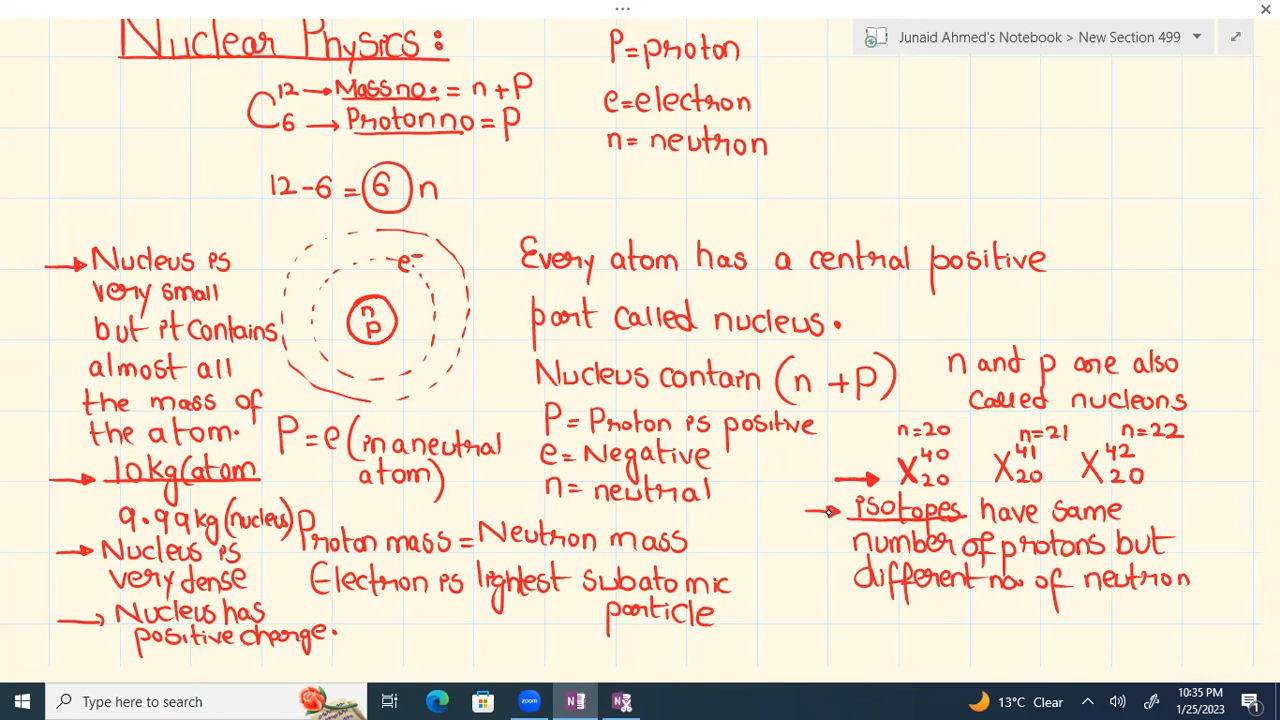 Junaid Ahmed's Notebook > New Section 499
Nuclear Physics:
C 12 → Mass no. = n + P
6 → Proton no = P
12 - 6 = 6 n
P = proton
e = electron
n = neutron
→ Nucleus is
very small
but it contains
almost all
the mass of
the atom.
→ 10kg(atom
9.99kg(nucleus)
→ Nucleus is
very dense
→ Nucleus has
positive charge.
e-
n
p
P = e (in a neutral
atom)
Every atom has a central positive
part called nucleus.
Nucleus contain (n + P)
P = Proton is positive
e = Negative
n = neutral
Proton mass = Neutron mass
Electron is lightest subatomic
particle
n and p are also
called nucleons
n=20 n=21 n=22
→ X 40 20 X 41 20 X 42 20
→ isotopes have same
number of protons but
different no. of neutron
Type here to search
zoom
13°C Clear
10:35 PM
1/25/2023
1